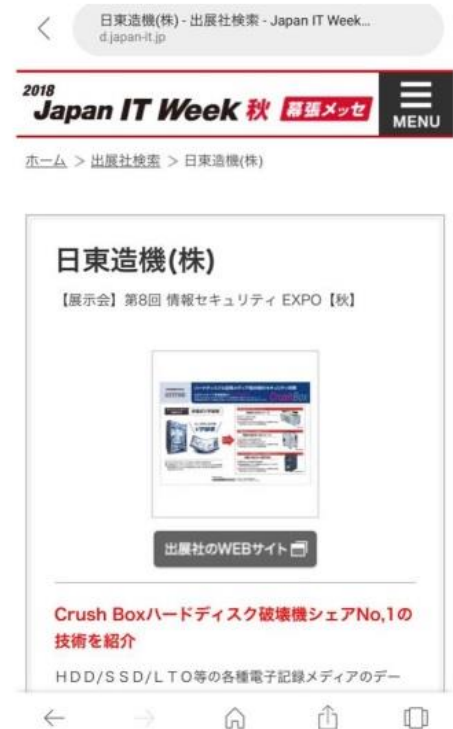 日東造機(株) - 出展社検索 - Japan IT Week...
d.japan-it.jp
2018
Japan IT Week 秋 幕張メッセ
MENU
ホーム > 出展社検索 > 日東造機(株)
日東造機(株)
【展示会】第8回 情報セキュリティ EXPO【秋】
出展社のWEBサイト
Crush Boxハードディスク破壊機シェアNo,1の
技術を紹介
ＨＤＤ/ＳＳＤ/ＬＴＯ等の各種電子記録メディアのデー